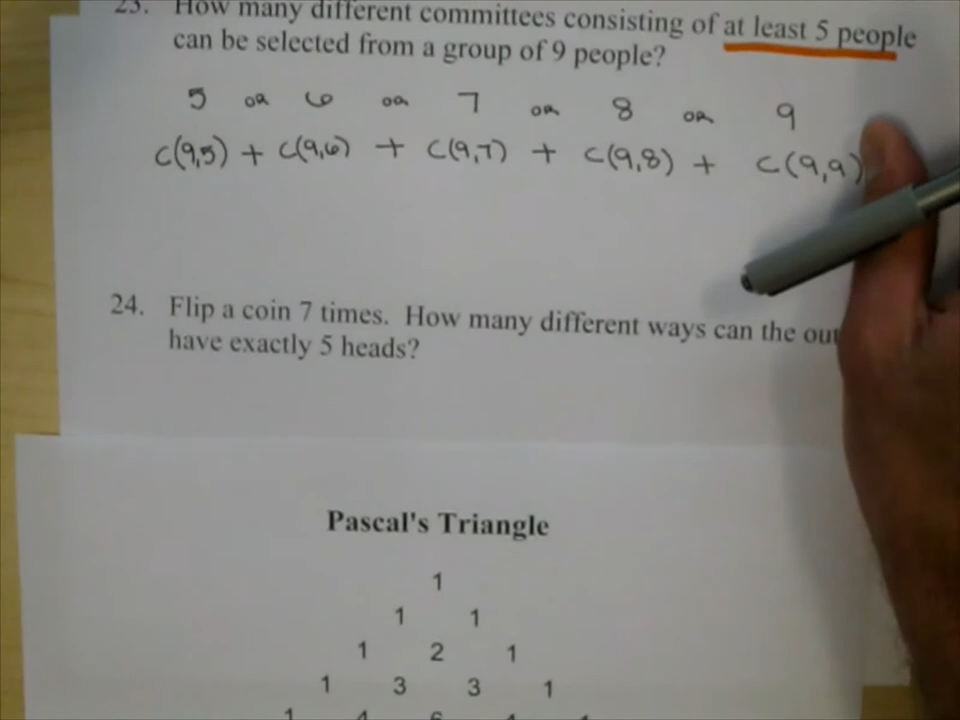 23. How many different committees consisting of at least 5 people
can be selected from a group of 9 people?
5 or 6 or 7 or 8 or 9
C(9,5) + C(9,6) + C(9,7) + C(9,8) + C(9,9)
24. Flip a coin 7 times. How many different ways can the
have exactly 5 heads?
Pascal's Triangle
1
1 1
1 2 1
1 3 3 1